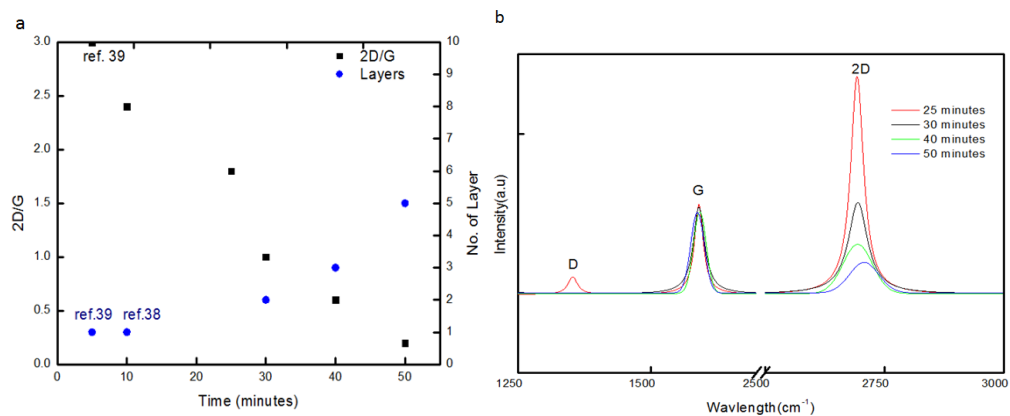 a
3.0
2.5
2.0
1.5
1.0
0.5
0.0
2D/G
ref. 39
2D/G
Layers
ref.39
ref.38
10
9
8
7
6
5
4
3
2
1
0
No. of Layer
0
10
20
30
40
50
Time (minutes)
b
Intensity(a.u)
D
G
2D
25 minutes
30 minutes
40 minutes
50 minutes
1250
1500
2500
2750
3000
Wavlength(cm⁻¹)